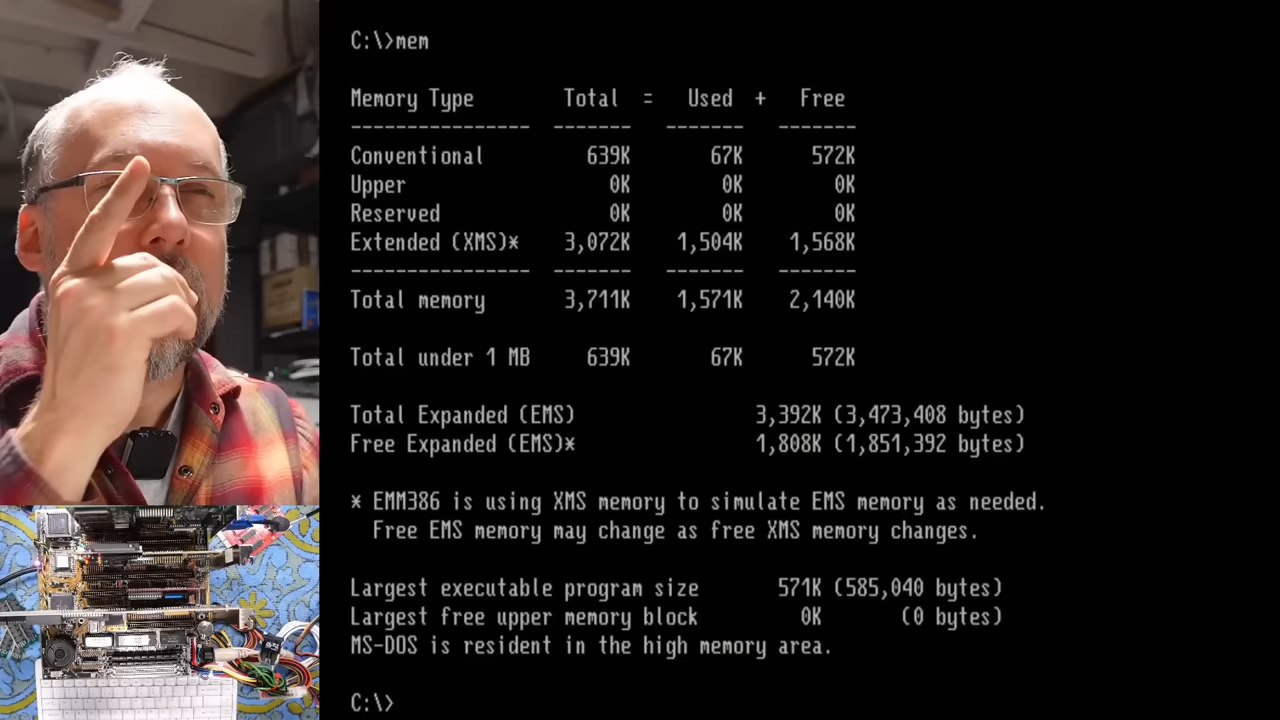 C:\>mem
Memory Type Total = Used + Free
---------------- ------- ------- -------
Conventional 639K 67K 572K
Upper 0K 0K 0K
Reserved 0K 0K 0K
Extended (XMS)* 3,072K 1,504K 1,568K
---------------- ------- ------- -------
Total memory 3,711K 1,571K 2,140K
Total under 1 MB 639K 67K 572K
Total Expanded (EMS) 3,392K (3,473,408 bytes)
Free Expanded (EMS)* 1,808K (1,851,392 bytes)
* EMM386 is using XMS memory to simulate EMS memory as needed.
Free EMS memory may change as free XMS memory changes.
Largest executable program size 571K (585,040 bytes)
Largest free upper memory block 0K (0 bytes)
MS-DOS is resident in the high memory area.
C:\>